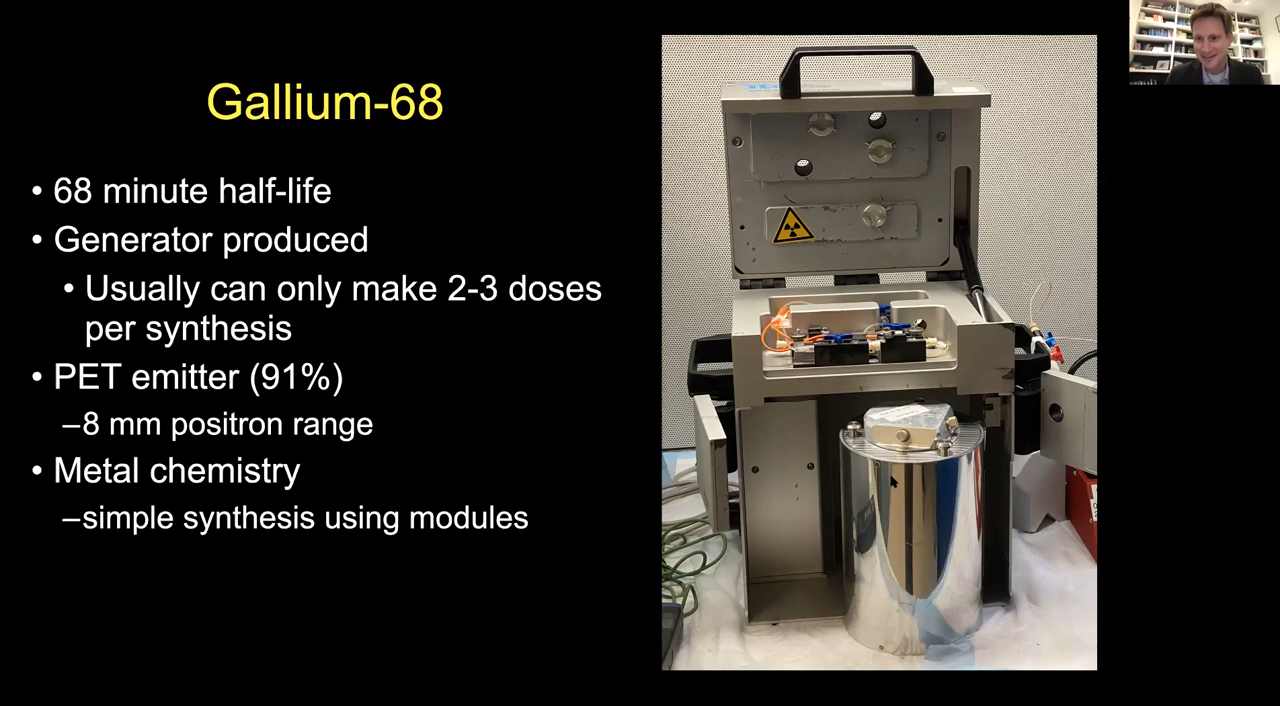 Gallium-68
• 68 minute half-life
• Generator produced
• Usually can only make 2-3 doses
per synthesis
• PET emitter (91%)
–8 mm positron range
• Metal chemistry
–simple synthesis using modules